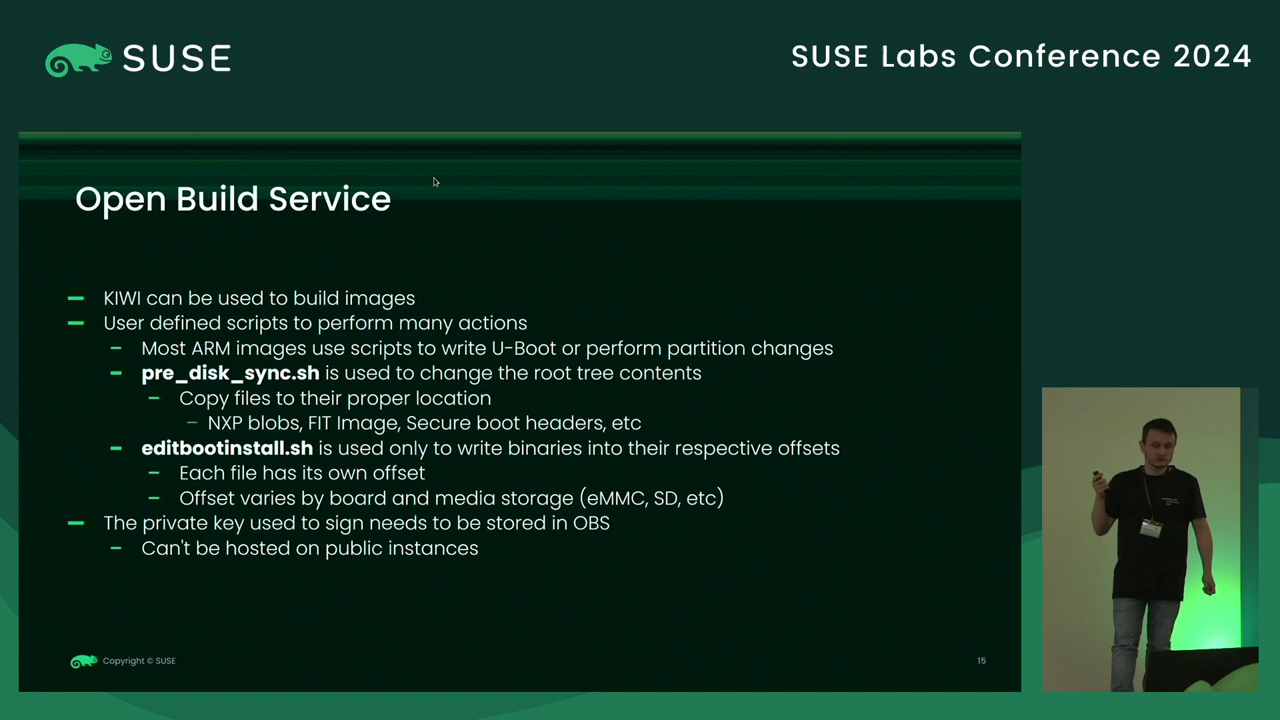 SUSE
SUSE Labs Conference 2024
Open Build Service
KIWI can be used to build images
User defined scripts to perform many actions
Most ARM images use scripts to write U-Boot or perform partition changes
pre_disk_sync.sh is used to change the root tree contents
Copy files to their proper location
NXP blobs, FIT Image, Secure boot headers, etc
editbootinstall.sh is used only to write binaries into their respective offsets
Each file has its own offset
Offset varies by board and media storage (eMMC, SD, etc)
The private key used to sign needs to be stored in OBS
Can't be hosted on public instances
Copyright © SUSE
15